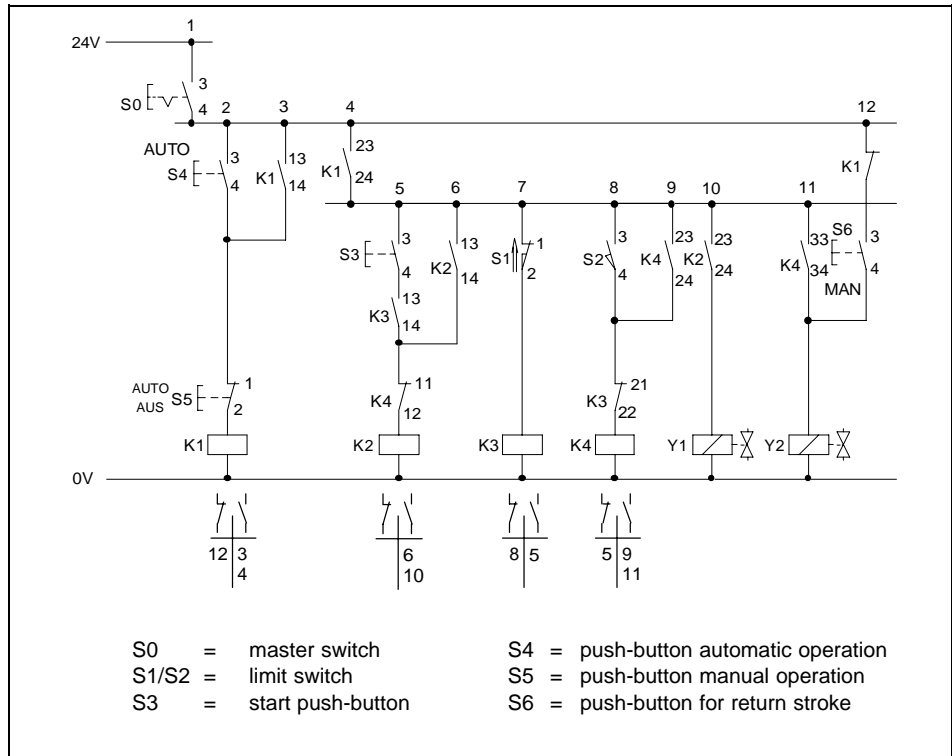 1
24V
3
S0
4
2
3
4
12
AUTO
3
13
23
S4
K1
K1
K1
4
14
24
5
6
7
8
9
10
11
S6
3
13
1
3
23
23
33
3
S3
K2
S1
S2
K4
K2
K4
4
14
2
4
24
24
34
4
13
MAN
K3
14
AUTO
AUS
S5
1
2
11
K4
12
21
K3
22
K1
K2
K3
K4
Y1
Y2
0V
12 3
6
8 5
5 9
4
10
11
S0 = master switch
S1/S2 = limit switch
S3 = start push-button
S4 = push-button automatic operation
S5 = push-button manual operation
S6 = push-button for return stroke